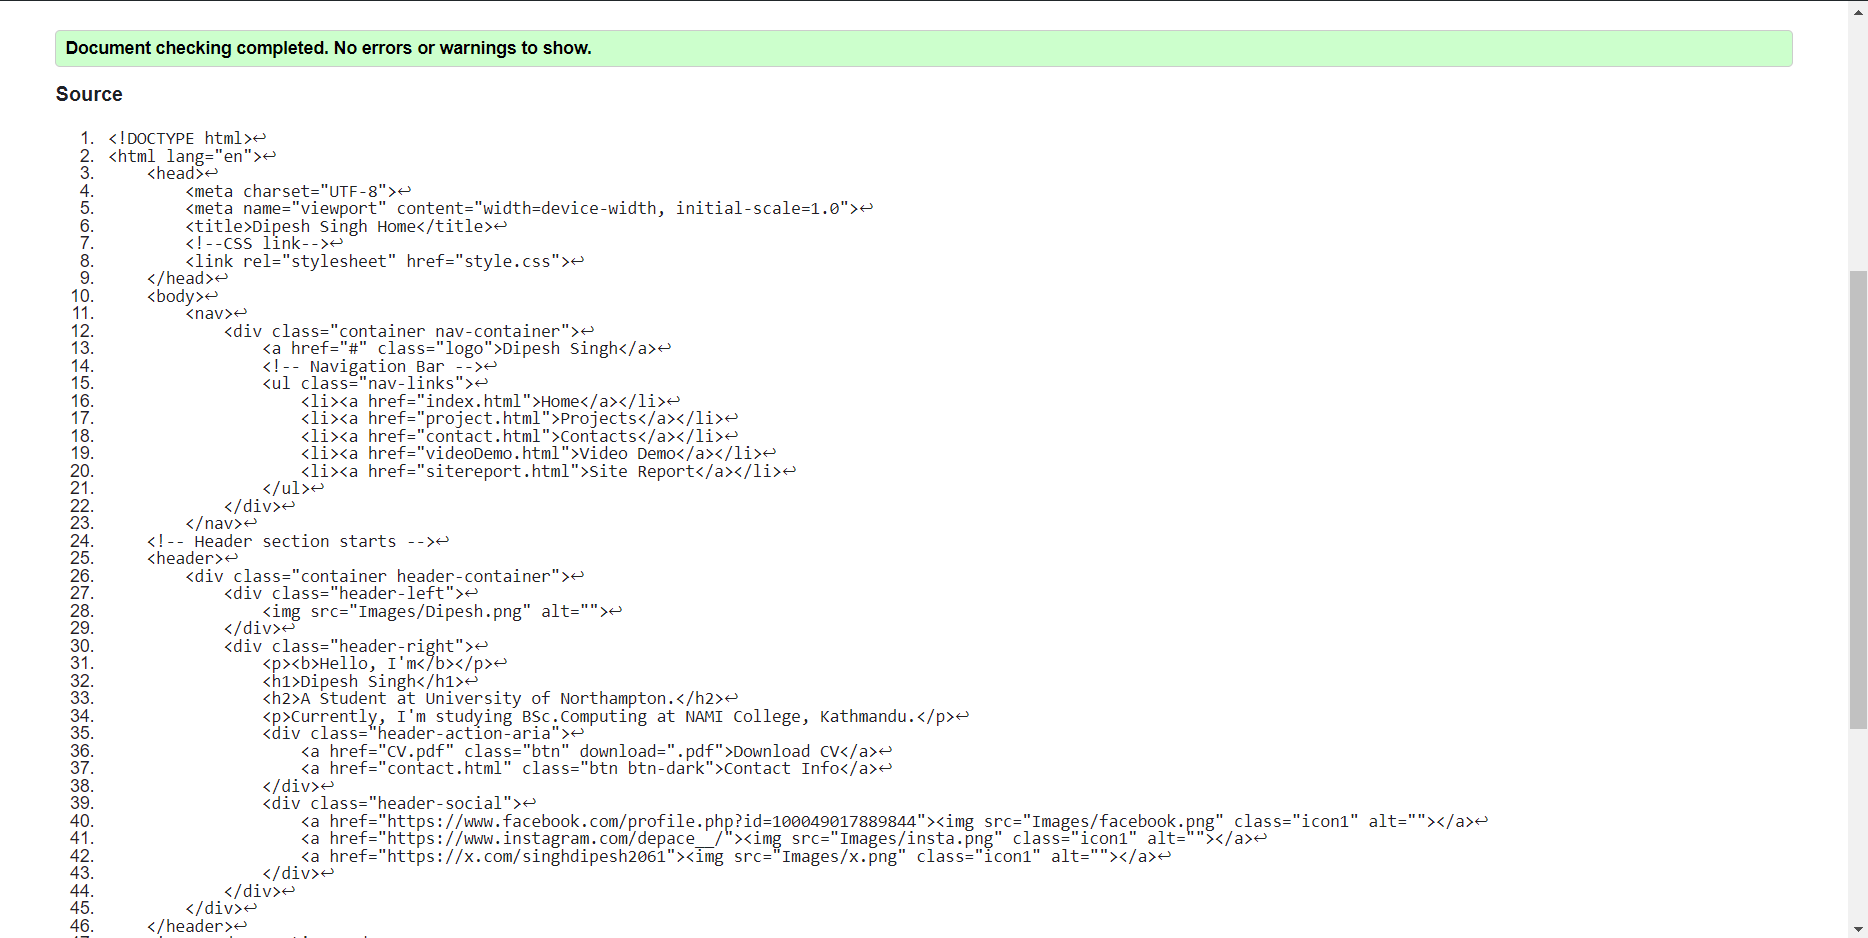 Document checking completed. No errors or warnings to show.
Source
1. <!DOCTYPE html>↩
2. <html lang="en">↩
3. <head>↩
4. <meta charset="UTF-8">↩
5. <meta name="viewport" content="width=device-width, initial-scale=1.0">↩
6. <title>Dipesh Singh Home</title>↩
7. <!--CSS link-->↩
8. <link rel="stylesheet" href="style.css">↩
9. </head>↩
10. <body>↩
11. <nav>↩
12. <div class="container nav-container">↩
13. <a href="#" class="logo">Dipesh Singh</a>↩
14. <!-- Navigation Bar -->↩
15. <ul class="nav-links">↩
16. <li><a href="index.html">Home</a></li>↩
17. <li><a href="project.html">Projects</a></li>↩
18. <li><a href="contact.html">Contacts</a></li>↩
19. <li><a href="videoDemo.html">Video Demo</a></li>↩
20. <li><a href="sitereport.html">Site Report</a></li>↩
21. </ul>↩
22. </div>↩
23. </nav>↩
24. <!-- Header section starts -->↩
25. <header>↩
26. <div class="container header-container">↩
27. <div class="header-left">↩
28. <img src="Images/Dipesh.png" alt="">↩
29. </div>↩
30. <div class="header-right">↩
31. <p><b>Hello, I'm</b></p>↩
32. <h1>Dipesh Singh</h1>↩
33. <h2>A Student at University of Northampton.</h2>↩
34. <p>Currently, I'm studying BSc.Computing at NAMI College, Kathmandu.</p>↩
35. <div class="header-action-aria">↩
36. <a href="CV.pdf" class="btn" download=".pdf">Download CV</a>↩
37. <a href="contact.html" class="btn btn-dark">Contact Info</a>↩
38. </div>↩
39. <div class="header-social">↩
40. <a href="https://www.facebook.com/profile.php?id=100049017889844"><img src="Images/facebook.png" class="icon1" alt=""></a>↩
41. <a href="https://www.instagram.com/depace__/"><img src="Images/insta.png" class="icon1" alt=""></a>↩
42. <a href="https://x.com/singhdipesh2061"><img src="Images/x.png" class="icon1" alt=""></a>↩
43. </div>↩
44. </div>↩
45. </div>↩
46. </header>↩